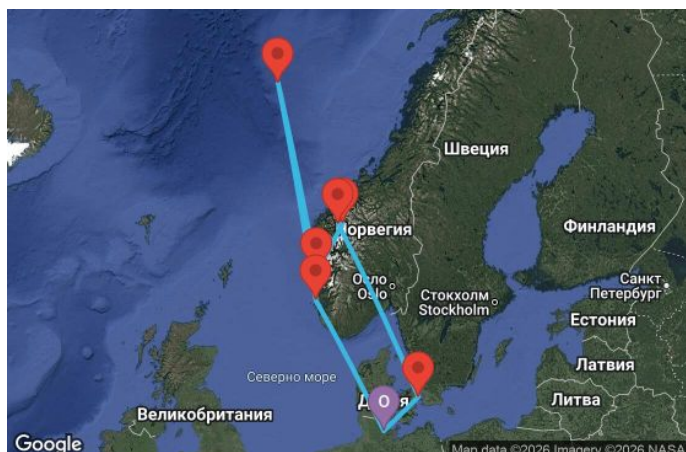 Швеция
Финландия
орвегия
Осло
Oslo
Санкт
Петербург
Стокхолм
Stockholm
Естония
Латвия
Северно море
Литва
Великобритания
O
Google
Map data ©2026 Imagery ©2026 NASA